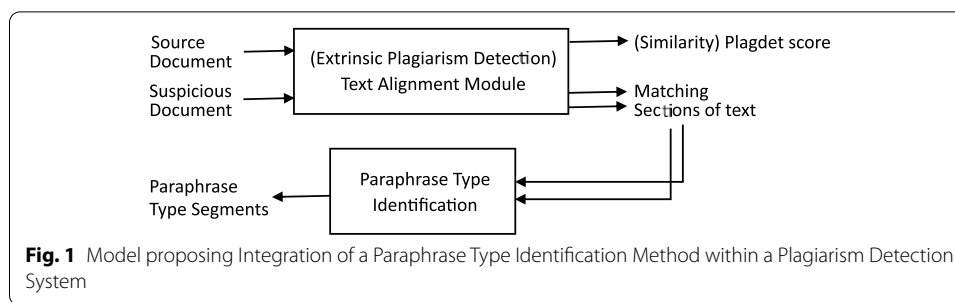 Source
Document
Suspicious
Document
(Extrinsic Plagiarism Detection)
Text Alignment Module
(Similarity) Plagdet score
Matching
Sections of text
Paraphrase Type
Identification
Paraphrase
Type Segments
Fig. 1 Model proposing Integration of a Paraphrase Type Identification Method within a Plagiarism Detection
System